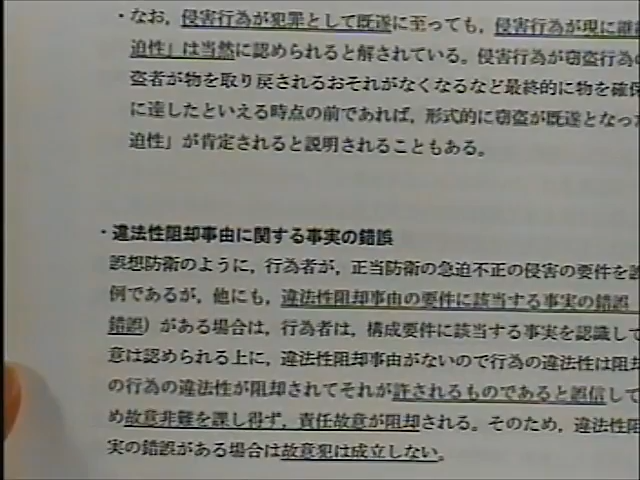 ・なお，侵害行為が犯罪として既遂に至っても，侵害行為が現に継
迫性」は当然に認められると解されている。侵害行為が窃盗行為の
盗者が物を取り戻されるおそれがなくなるなど最終的に物を確保
に達したといえる時点の前であれば，形式的に窃盗が既遂となっ
迫性」が肯定されると説明されることもある。
・違法性阻却事由に関する事実の錯誤
誤想防衛のように，行為者が，正当防衛の急迫不正の侵害の要件を誤
例であるが，他にも，違法性阻却事由の要件に該当する事実の錯誤
錯誤）がある場合は，行為者は，構成要件に該当する事実を認識して
意は認められる上に，違法性阻却事由がないので行為の違法性は阻却
の行為の違法性が阻却されてそれが許されるものであると誤信して
め故意非難を課し得ず，責任故意が阻却される。そのため，違法性阻
実の錯誤がある場合は故意犯は成立しない。